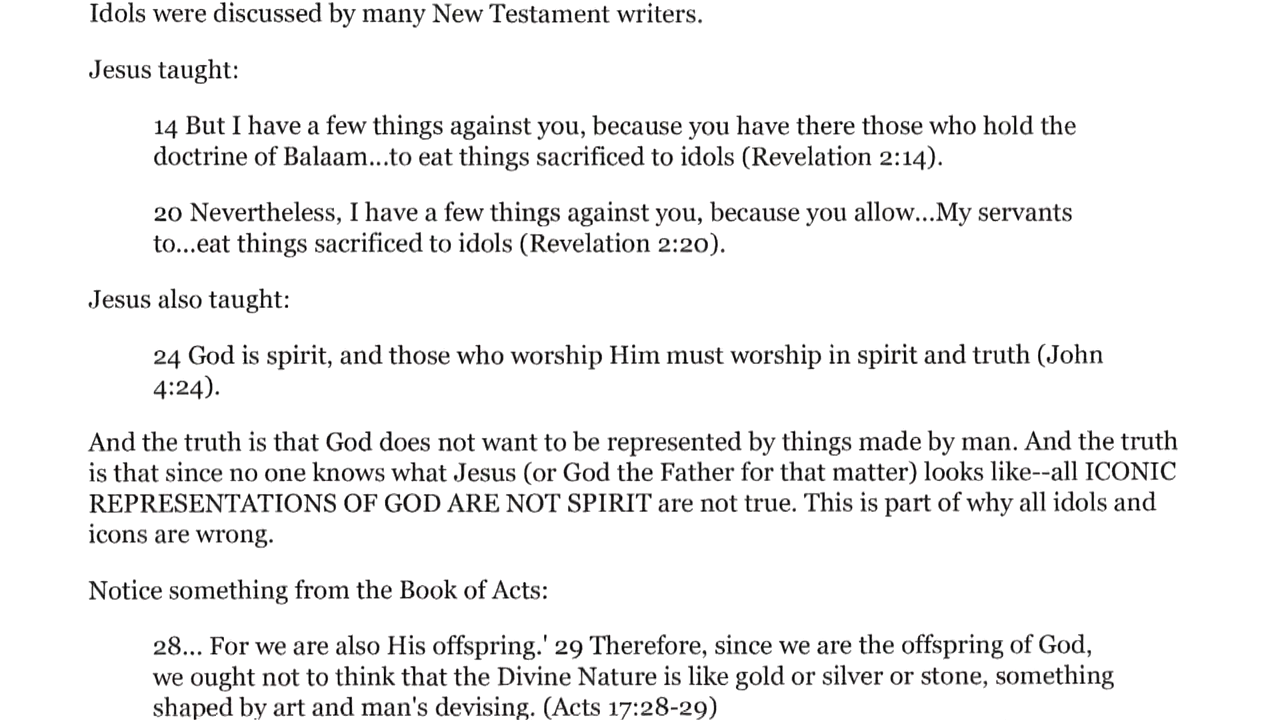 Idols were discussed by many New Testament writers.
Jesus taught:
14 But I have a few things against you, because you have there those who hold the
doctrine of Balaam...to eat things sacrificed to idols (Revelation 2:14).
20 Nevertheless, I have a few things against you, because you allow...My servants
to...eat things sacrificed to idols (Revelation 2:20).
Jesus also taught:
24 God is spirit, and those who worship Him must worship in spirit and truth (John
4:24).
And the truth is that God does not want to be represented by things made by man. And the truth
is that since no one knows what Jesus (or God the Father for that matter) looks like--all ICONIC
REPRESENTATIONS OF GOD ARE NOT SPIRIT are not true. This is part of why all idols and
icons are wrong.
Notice something from the Book of Acts:
28... For we are also His offspring.' 29 Therefore, since we are the offspring of God,
we ought not to think that the Divine Nature is like gold or silver or stone, something
shaped by art and man's devising. (Acts 17:28-29)